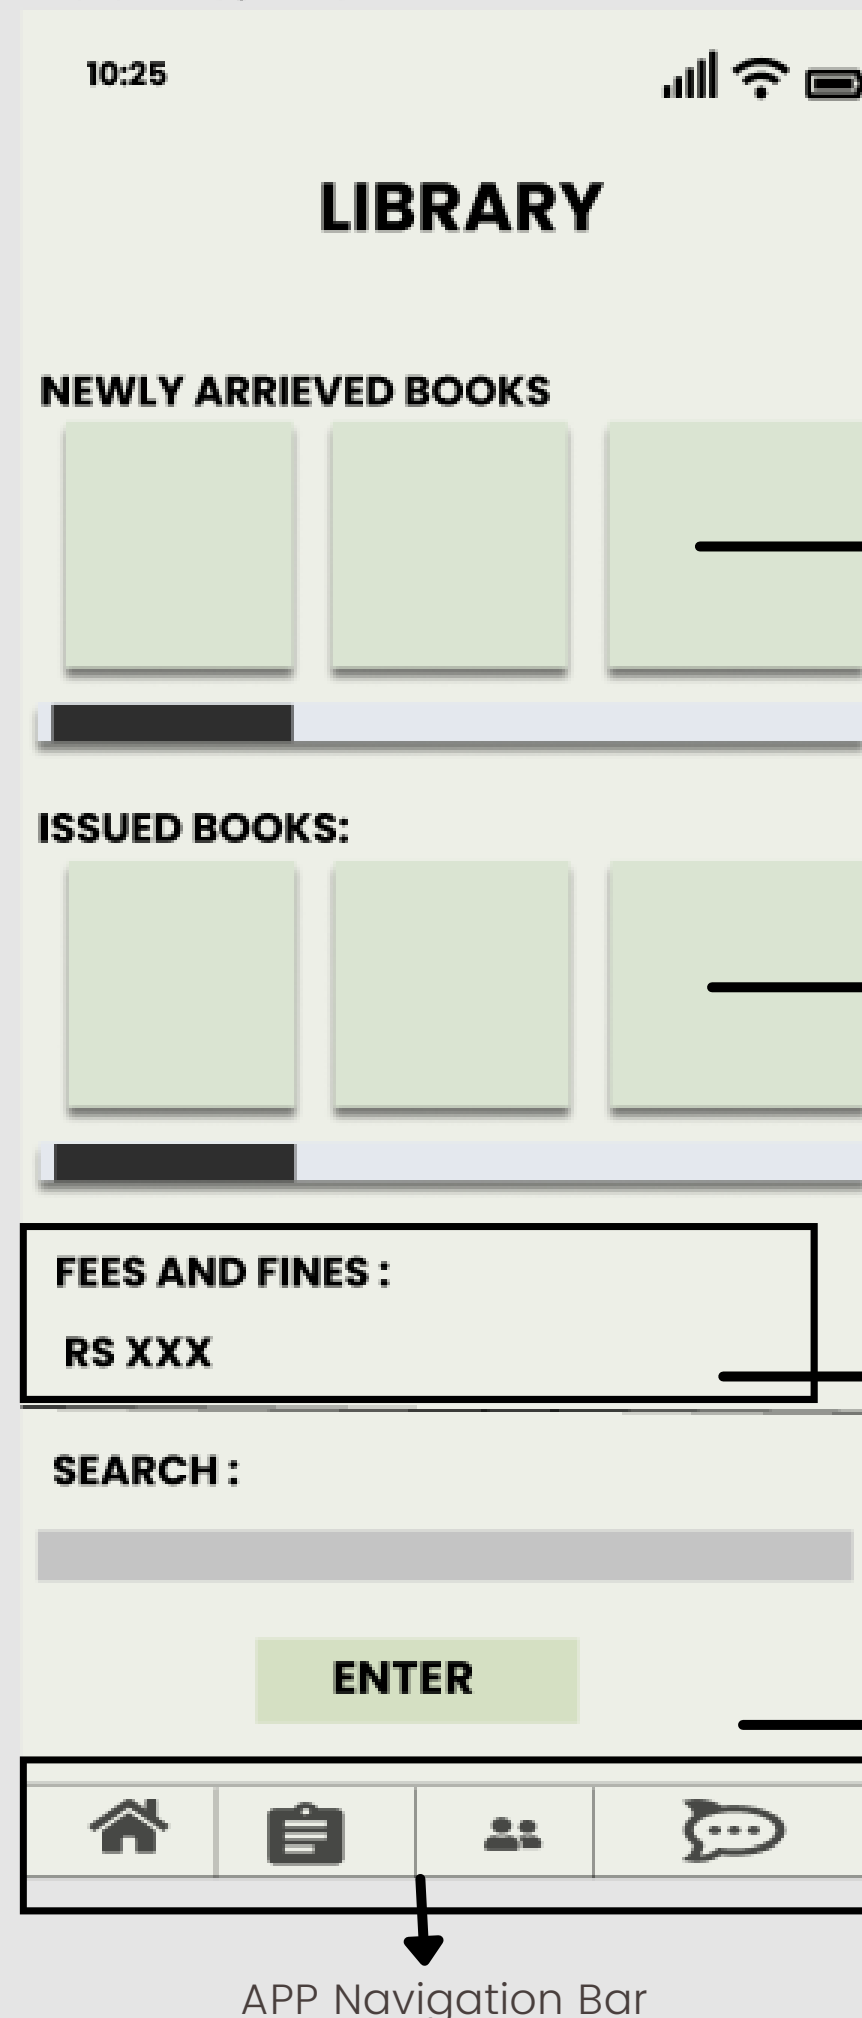 10:25
LIBRARY
NEWLY ARRIEVED BOOKS
ISSUED BOOKS:
FEES AND FINES :
RS XXX
SEARCH :
ENTER
APP Navigation Bar